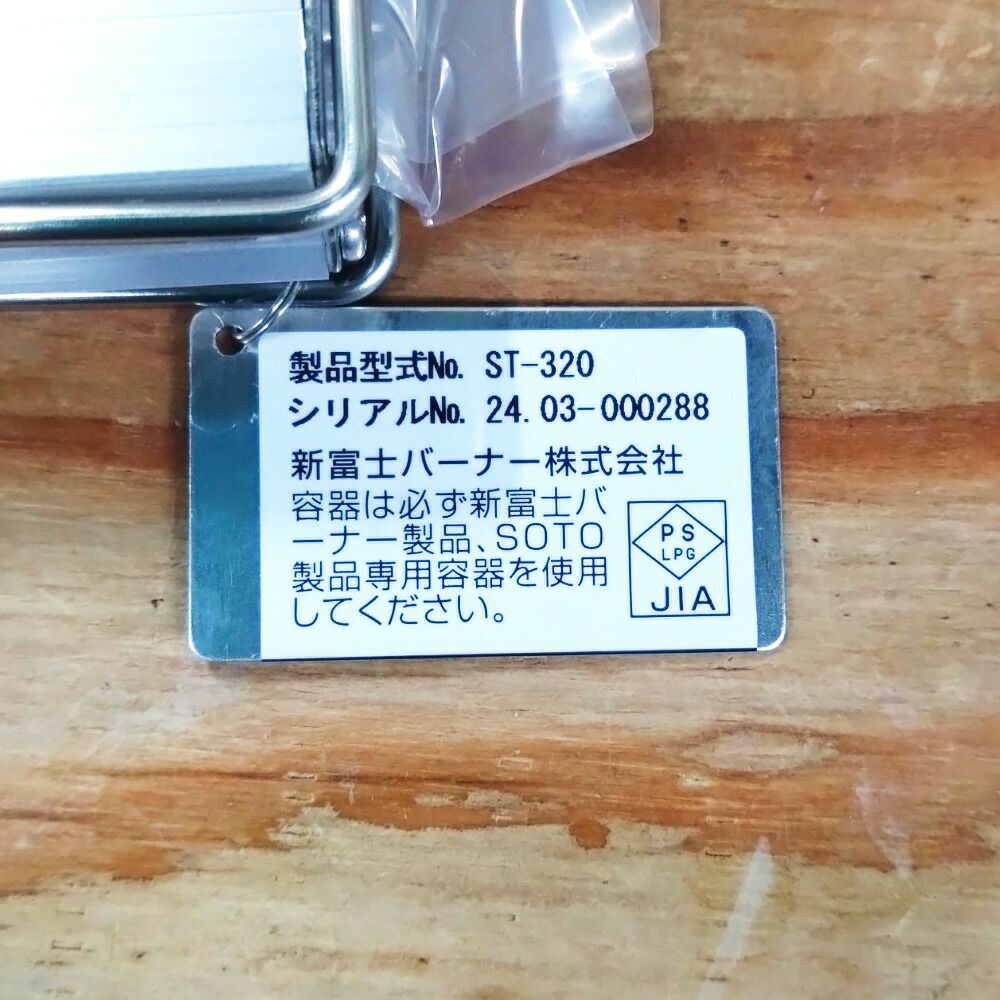 製品型式No. ST-320
シリアルNo. 24.03-000288
新富士バーナー株式会社
容器は必ず新富士バ
ーナー製品、SOTO
製品専用容器を使用
してください。
PS
LPG
JIA